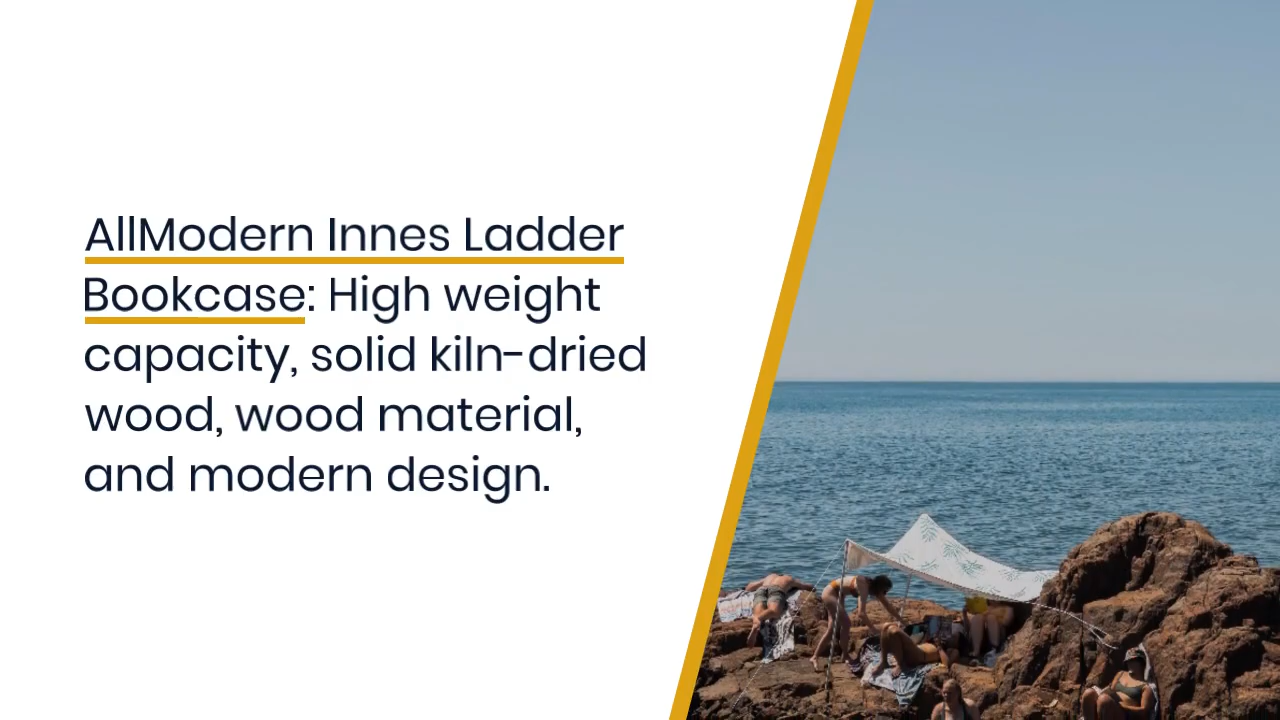 AllModern Innes Ladder
Bookcase: High weight
capacity, solid kiln-dried
wood, wood material,
and modern design.